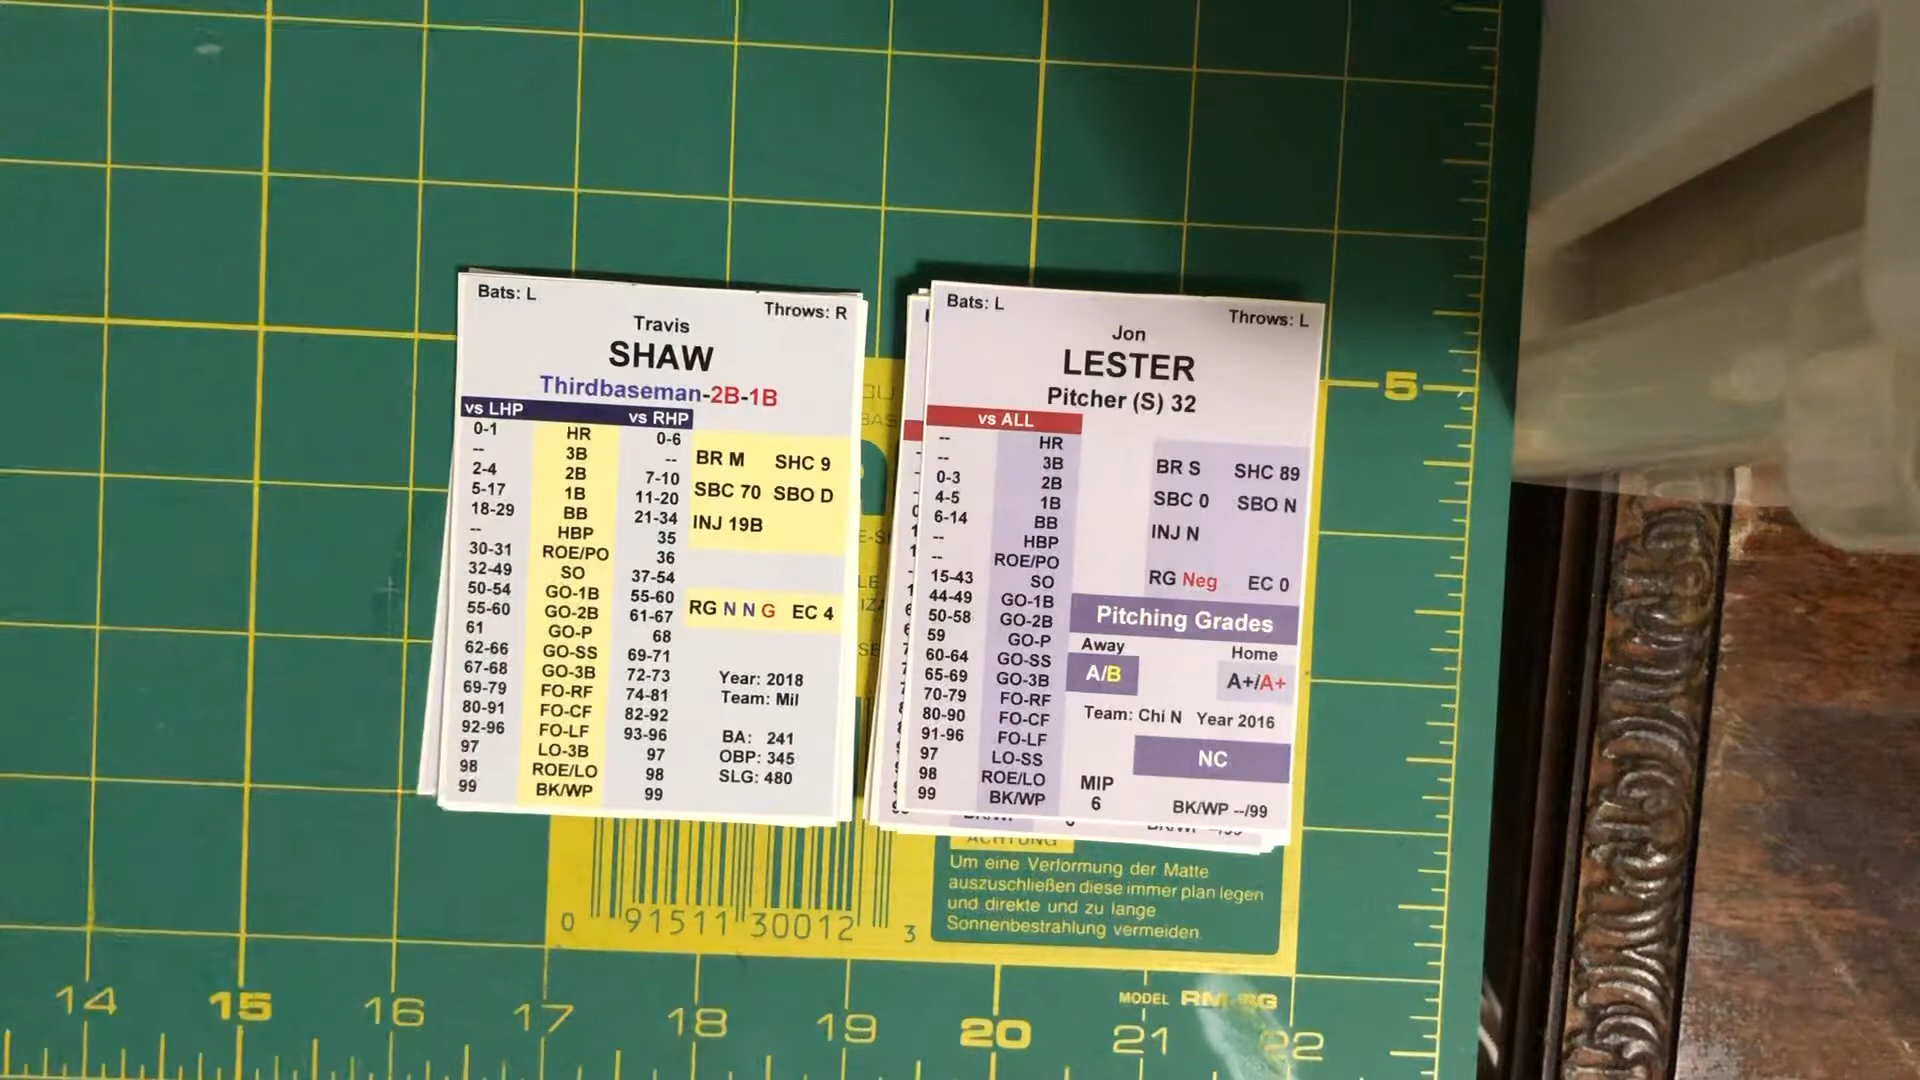 Bats: L
Throws: R
Travis
SHAW
Thirdbaseman-2B-1B
vs LHP vs RHP
0-1 HR 0-6
-- 3B --
2-4 2B 7-10
5-17 1B 11-20
18-29 BB 21-34
-- HBP 35
30-31 ROE/PO 36
32-49 SO 37-54
50-54 GO-1B 55-60
55-60 GO-2B 61-67
61 GO-P 68
62-66 GO-SS 69-71
67-68 GO-3B 72-73
69-79 FO-RF 74-81
80-91 FO-CF 82-92
92-96 FO-LF 93-96
97 LO-3B 97
98 ROE/LO 98
99 BK/WP 99
BR M SHC 9
SBC 70 SBO D
INJ 19B
RG N N G EC 4
Year: 2018
Team: Mil
BA: 241
OBP: 345
SLG: 480
Bats: L
Throws: L
Jon
LESTER
Pitcher (S) 32
vs ALL
-- HR
-- 3B
0-3 2B
4-5 1B
6-14 BB
-- HBP
-- ROE/PO
15-43 SO
44-49 GO-1B
50-58 GO-2B
59 GO-P
60-64 GO-SS
65-69 GO-3B
70-79 FO-RF
80-90 FO-CF
91-96 FO-LF
97 LO-SS
98 ROE/LO
99 BK/WP
BR S SHC 89
SBC 0 SBO N
INJ N
RG Neg EC 0
Pitching Grades
Away Home
A/B A+/A+
Team: Chi N Year 2016
NC
MIP
6
BK/WP --/99
5
ACHTUNG
Um eine Verformung der Matte
auszuschließen diese immer plan legen
und direkte und zu lange
Sonnenbestrahlung vermeiden.
0 91511 30012 3
MODEL RM-SG
14 15 16 17 18 19 20 21 22